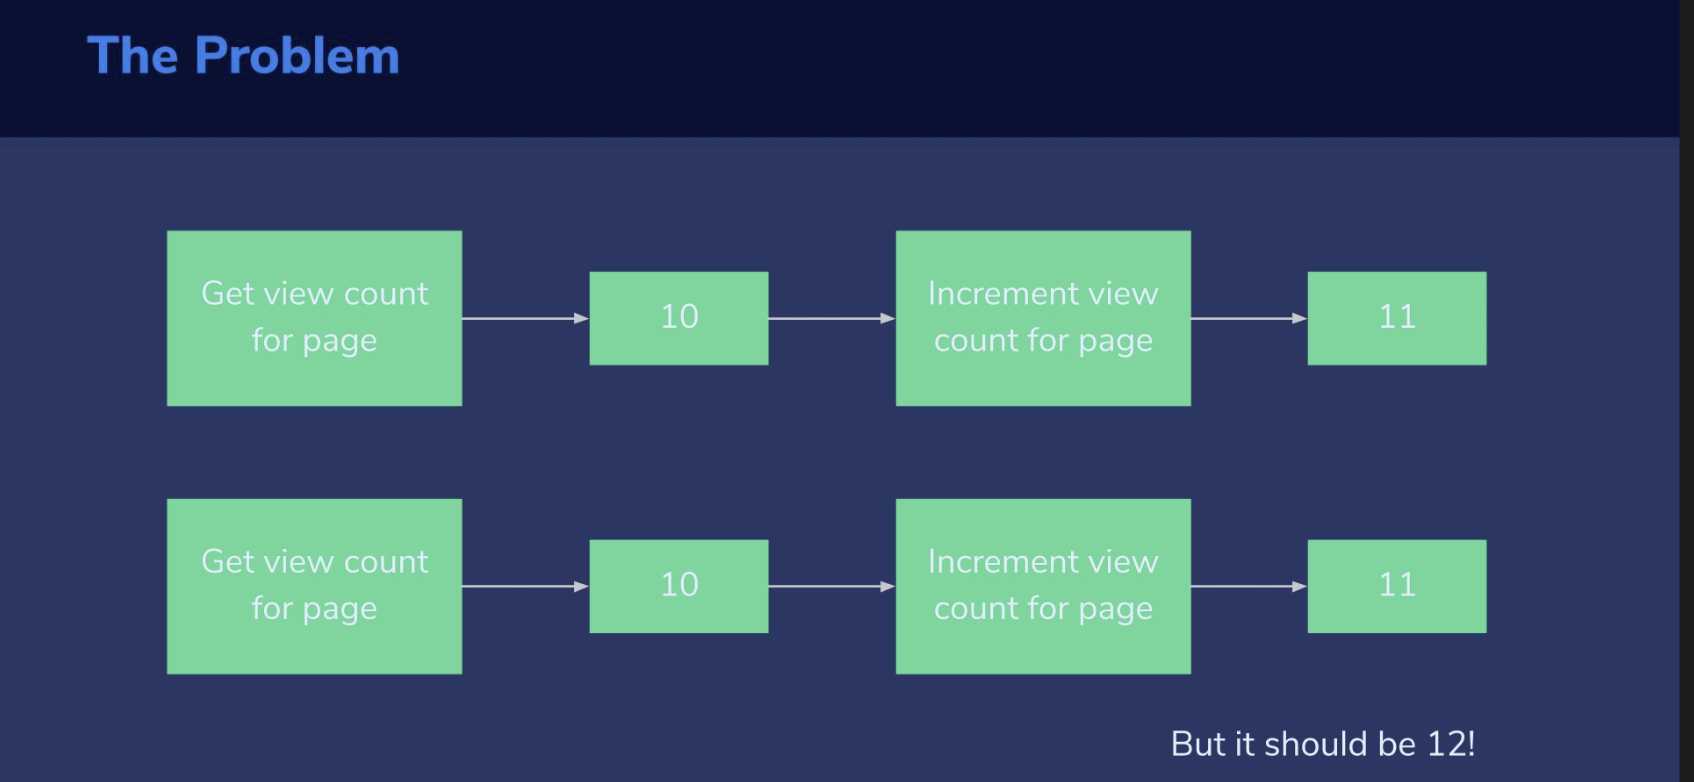 The Problem
Get view count
for page
10
Increment view
count for page
11
Get view count
for page
10
Increment view
count for page
11
But it should be 12!